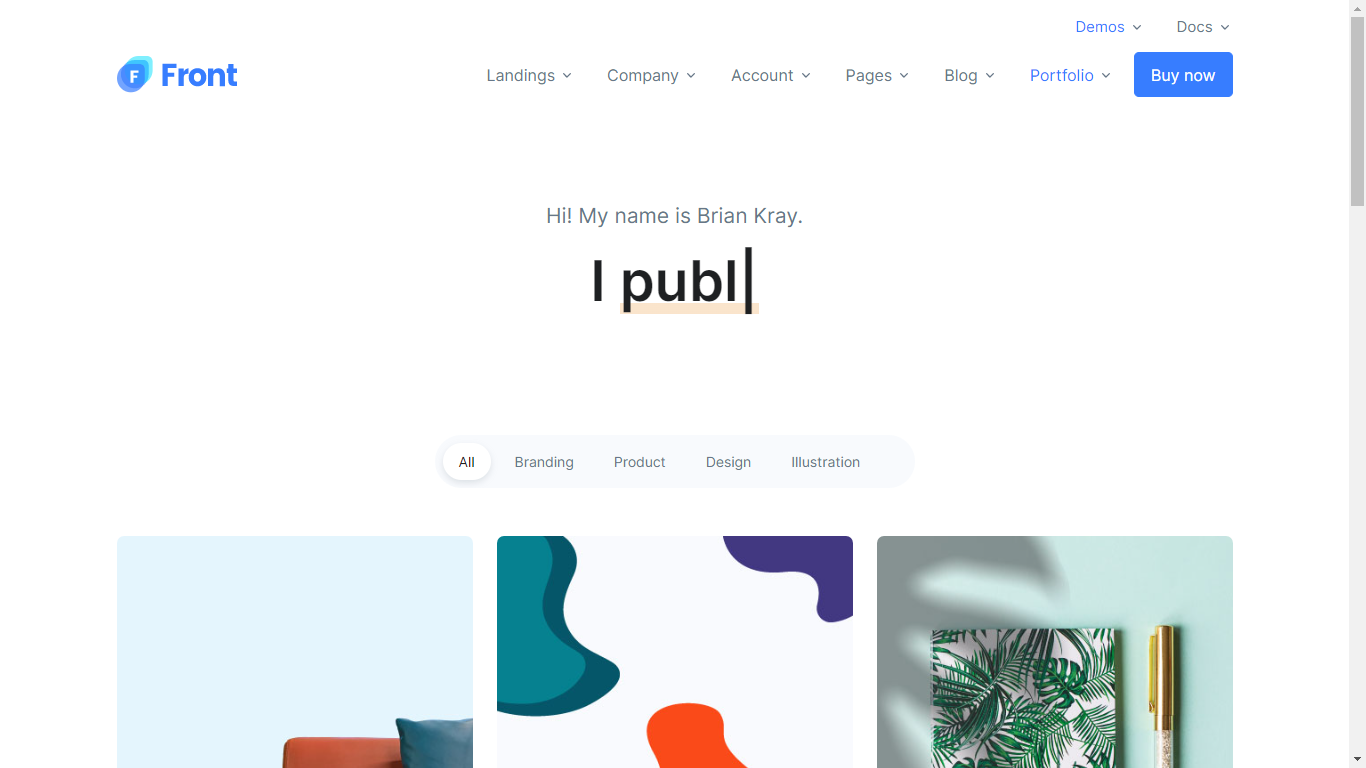 Demos Docs
F Front Landings Company Account Pages Blog Portfolio Buy now
Hi! My name is Brian Kray.
I publ
All Branding Product Design Illustration